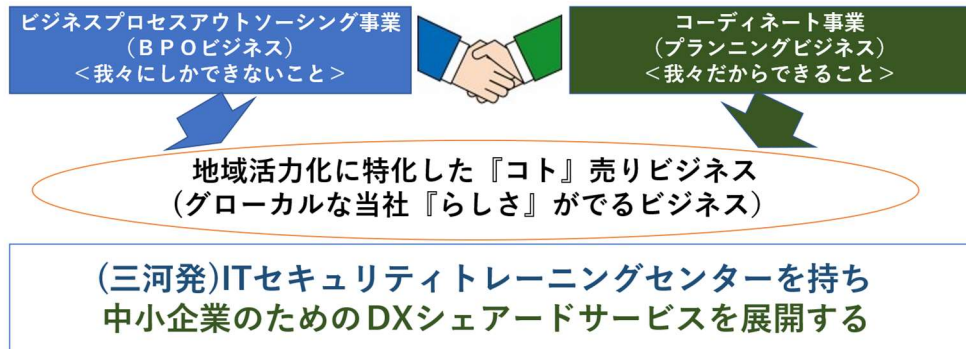 ビジネスプロセスアウトソーシング事業
(BPOビジネス)
<我々にしかできないこと>
コーディネート事業
(プランニングビジネス)
<我々だからできること>
地域活力化に特化した『コト』売りビジネス
(グローカルな当社『らしさ』がでるビジネス)
(三河発)ITセキュリティトレーニングセンターを持ち
中小企業のためのDXシェアードサービスを展開する